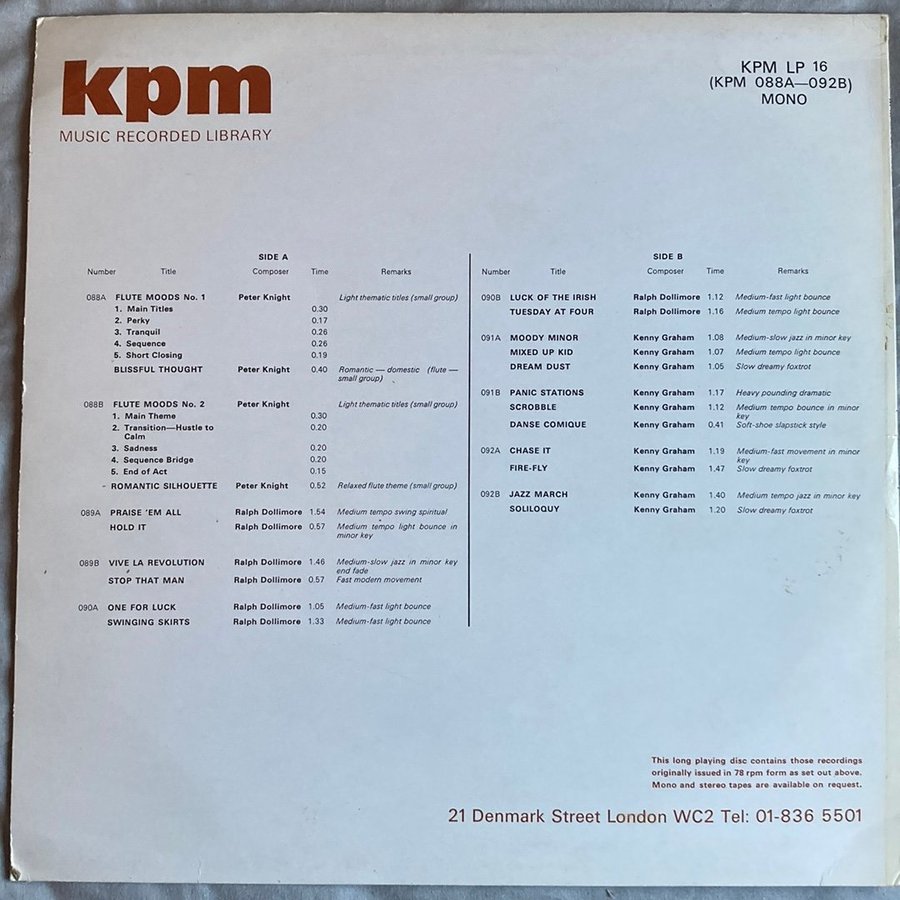 kpm
MUSIC RECORDED LIBRARY
KPM LP 16
(KPM 088A—092B)
MONO
SIDE A
Number Title Composer Time Remarks
088A FLUTE MOODS No. 1 Peter Knight Light thematic titles (small group)
1. Main Titles 0.30
2. Perky 0.17
3. Tranquil 0.26
4. Sequence 0.26
5. Short Closing 0.19
BLISSFUL THOUGHT Peter Knight 0.40 Romantic — domestic (flute —
small group)
088B FLUTE MOODS No. 2 Peter Knight Light thematic titles (small group)
1. Main Theme 0.30
2. Transition—Hustle to 0.20
Calm
3. Sadness 0.20
4. Sequence Bridge 0.20
5. End of Act 0.15
ROMANTIC SILHOUETTE Peter Knight 0.52 Relaxed flute theme (small group)
089A PRAISE 'EM ALL Ralph Dollimore 1.54 Medium tempo swing spiritual
HOLD IT Ralph Dollimore 0.57 Medium tempo light bounce in
minor key
089B VIVE LA REVOLUTION Ralph Dollimore 1.46 Medium-slow jazz in minor key
end fade
STOP THAT MAN Ralph Dollimore 0.57 Fast modern movement
090A ONE FOR LUCK Ralph Dollimore 1.05 Medium-fast light bounce
SWINGING SKIRTS Ralph Dollimore 1.33 Medium-fast light bounce
SIDE B
Number Title Composer Time Remarks
090B LUCK OF THE IRISH Ralph Dollimore 1.12 Medium-fast light bounce
TUESDAY AT FOUR Ralph Dollimore 1.16 Medium tempo light bounce
091A MOODY MINOR Kenny Graham 1.08 Medium-slow jazz in minor key
MIXED UP KID Kenny Graham 1.07 Medium tempo light bounce
DREAM DUST Kenny Graham 1.05 Slow dreamy foxtrot
091B PANIC STATIONS Kenny Graham 1.17 Heavy pounding dramatic
SCROBBLE Kenny Graham 1.12 Medium tempo bounce in minor
key
DANSE COMIQUE Kenny Graham 0.41 Soft-shoe slapstick style
092A CHASE IT Kenny Graham 1.19 Medium-fast movement in minor
key
FIRE-FLY Kenny Graham 1.47 Slow dreamy foxtrot
092B JAZZ MARCH Kenny Graham 1.40 Medium tempo jazz in minor key
SOLILOQUY Kenny Graham 1.20 Slow dreamy foxtrot
This long playing disc contains those recordings
originally issued in 78 rpm form as set out above.
Mono and stereo tapes are available on request.
21 Denmark Street London WC2 Tel: 01-836 5501